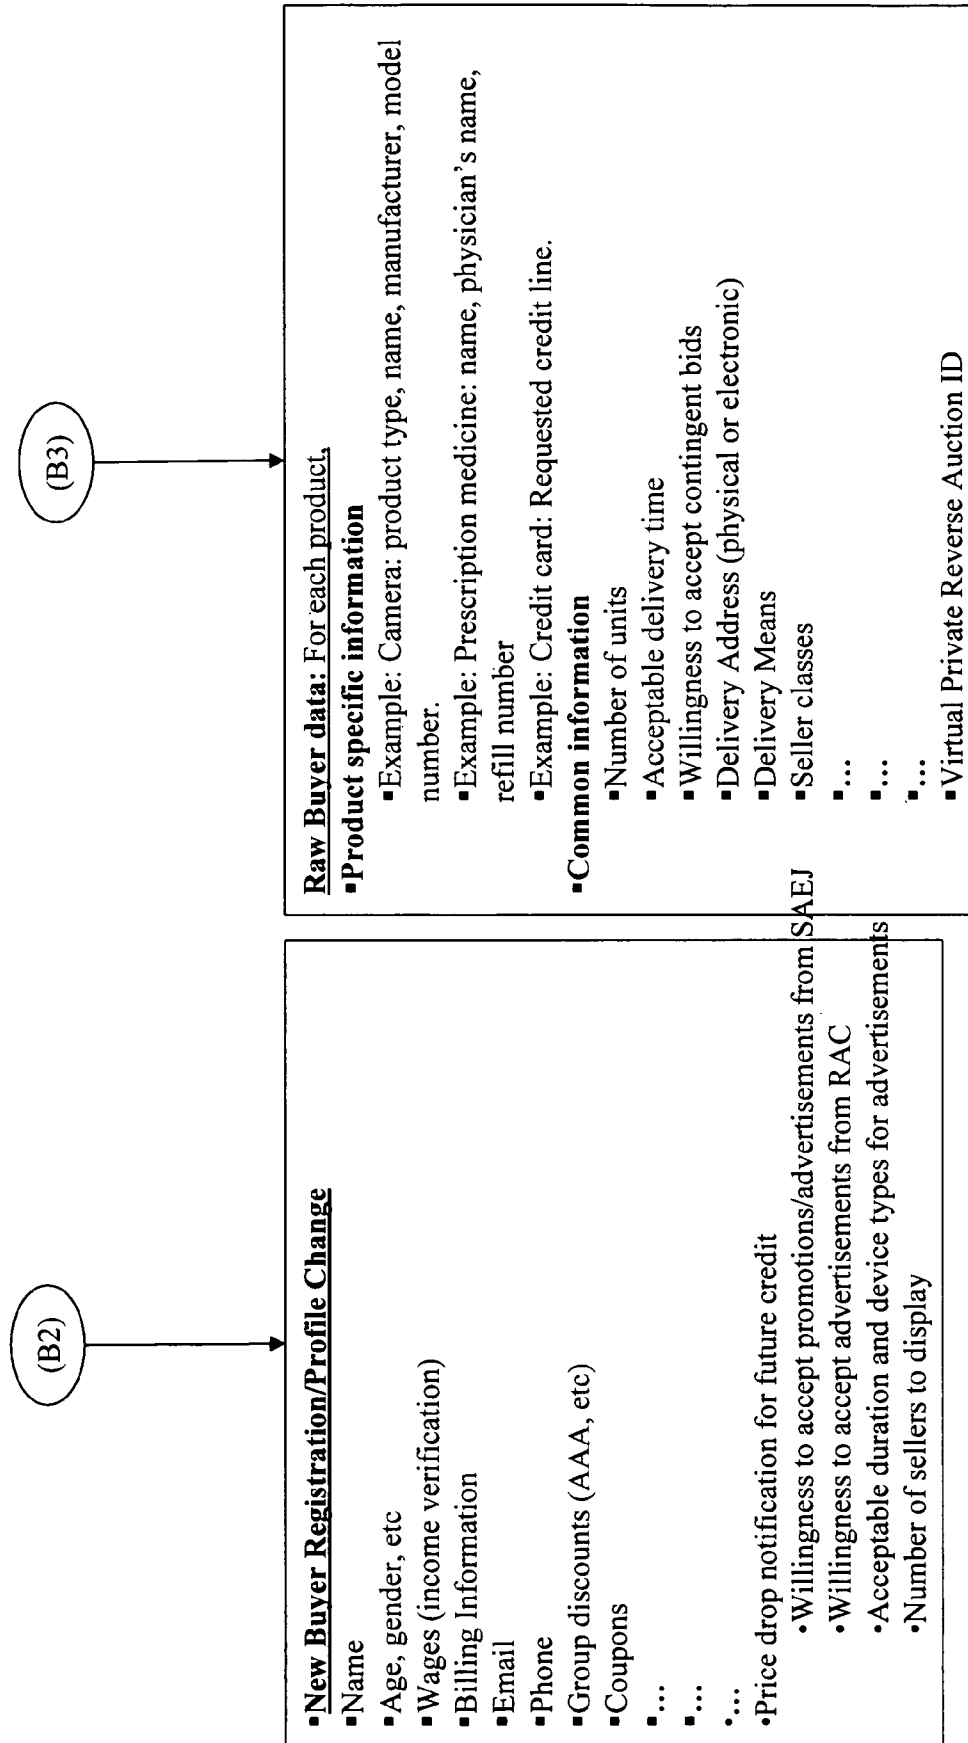 (B2)
▪New Buyer Registration/Profile Change
▪Name
▪Age, gender, etc
▪Wages (income verification)
▪Billing Information
▪Email
▪Phone
▪Group discounts (AAA, etc)
▪Coupons
▪...
▪...
•...
•Price drop notification for future credit
•Willingness to accept promotions/advertisements from SAEJ
•Willingness to accept advertisements from RAC
•Acceptable duration and device types for advertisements
•Number of sellers to display
(B3)
Raw Buyer data: For each product,
▪Product specific information
▪Example: Camera: product type, name, manufacturer, model
number.
▪Example: Prescription medicine: name, physician's name,
refill number
▪Example: Credit card: Requested credit line.
▪Common information
▪Number of units
▪Acceptable delivery time
▪Willingness to accept contingent bids
▪Delivery Address (physical or electronic)
▪Delivery Means
▪Seller classes
▪...
▪...
▪...
▪Virtual Private Reverse Auction ID